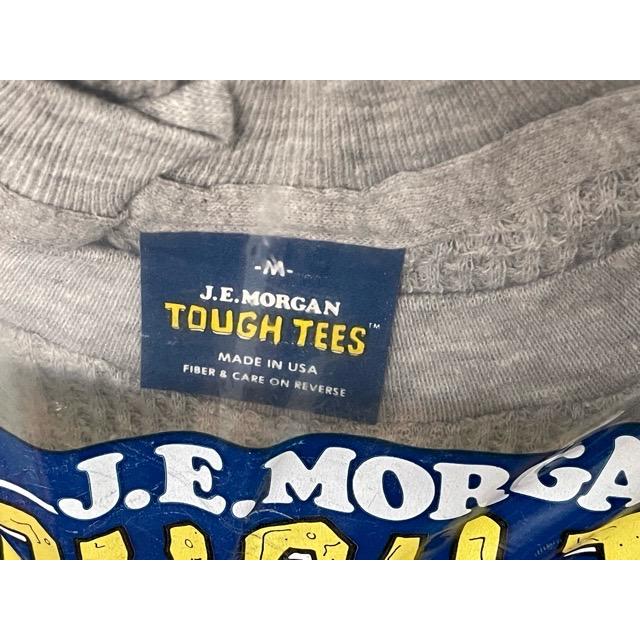 -M-
J.E.MORGAN
TOUGH TEES™
MADE IN USA
FIBER & CARE ON REVERSE
J.E.MORGA